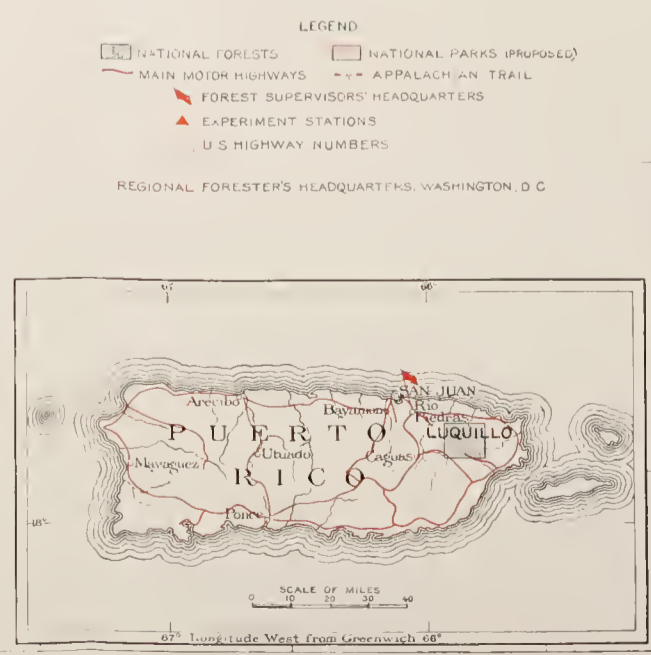 LEGEND
NATIONAL FORESTS NATIONAL PARKS (PROPOSED)
MAIN MOTOR HIGHWAYS APPALACH AN TRAIL
FOREST SUPERVISORS' HEADQUARTERS
EXPERIMENT STATIONS
U S HIGHWAY NUMBERS
REGIONAL FORESTER'S HEADQUARTERS, WASHINGTON, D C
67° 66°
SAN JUAN
Arecibo
Bayamon
Rio
Piedras
PUERTO
LUQUILLO
Utuado
Caguas
Mayaguez
RICO
Ponce
18°
SCALE OF MILES
0 10 20 30 40
67° Longitude West from Greenwich 66°